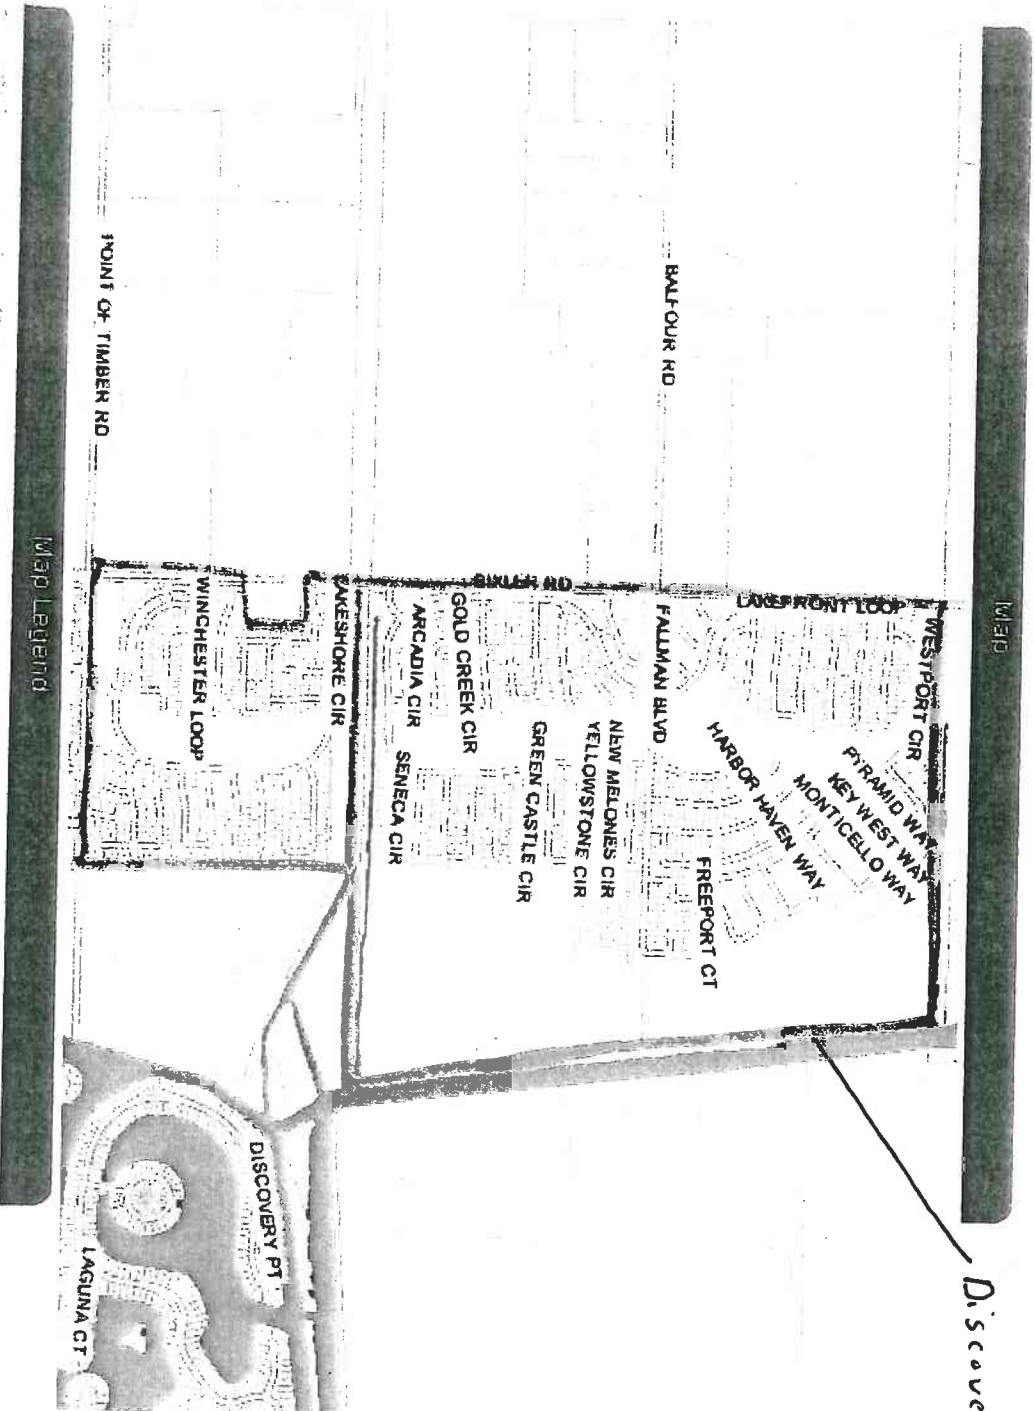 Map
Discove
WESTPORT CIR
LAKEFRONT LOOP
PYRAMID WAY
KEY WEST WAY
MONTICELLO WAY
HARBOR HAVEN WAY
BALFOUR RD
FALLMAN BLVD
FREEPORT CT
NEW MELONES CIR
YELLOWSTONE CIR
GREEN CASTLE CIR
BIXLER RD
GOLD CREEK CIR
ARCADIA CIR
SENECA CIR
LAKESHORE CIR
WINCHESTER LOOP
DISCOVERY PT
POINT OF TIMBER RD
LAGUNA CT
Map Legend